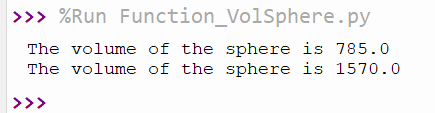 >>> %Run Function_VolSphere.py
The volume of the sphere is 785.0
The volume of the sphere is 1570.0
>>>